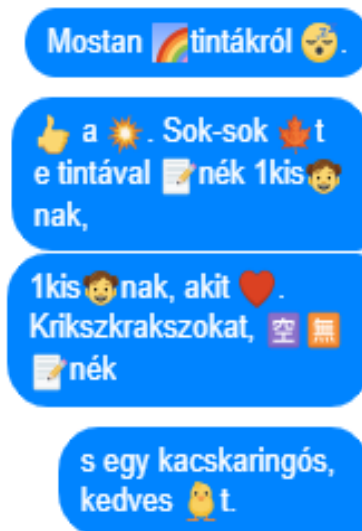 Mostan 🌈tintákról 😴.
👍 a 💥. Sok-sok 🍁t
e tintával 📝nék 1kis👧
nak,
1kis👧nak, akit ❤️.
Krikszkrakszokat, 🈳 🈚
📝nék
s egy kacskaringós,
kedves 🐥t.